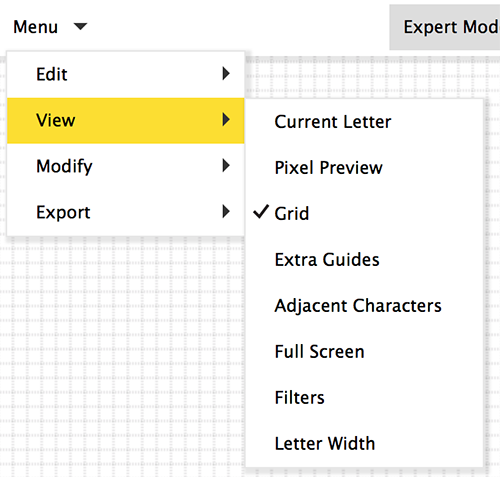 Menu
Expert Mod
Edit
View
Modify
Export
Current Letter
Pixel Preview
Grid
Extra Guides
Adjacent Characters
Full Screen
Filters
Letter Width